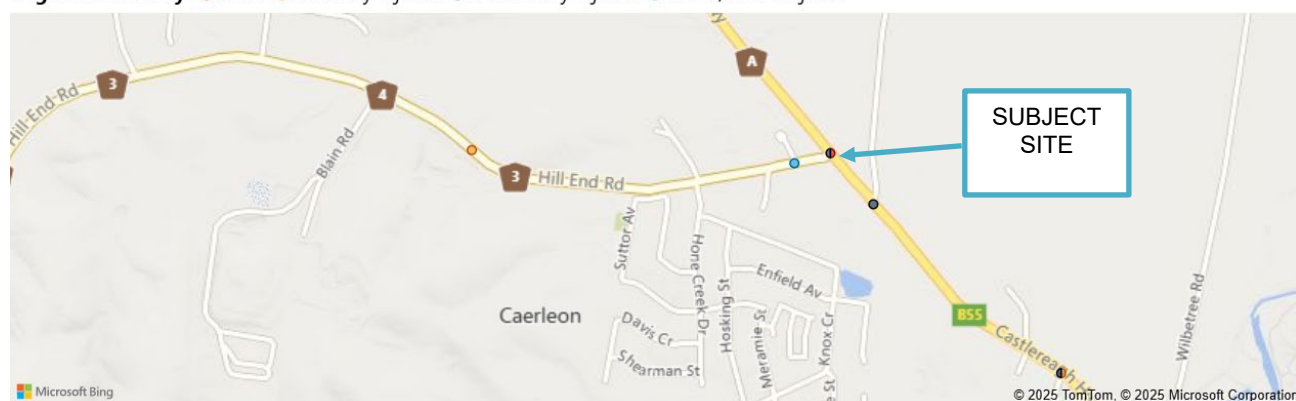 A
3
Hill End Rd
4
Blain Rd
SUBJECT
SITE
3
Hill End Rd
Suttor Av
Hone Creek Dr
Hosking St
Enfield Av
Caerleon
Davis Cr
Shearman St
Meramie St
Knox Cr
B55
Castlereagh H
Wilbetree Rd
Microsoft Bing
© 2025 TomTom, © 2025 Microsoft Corporation